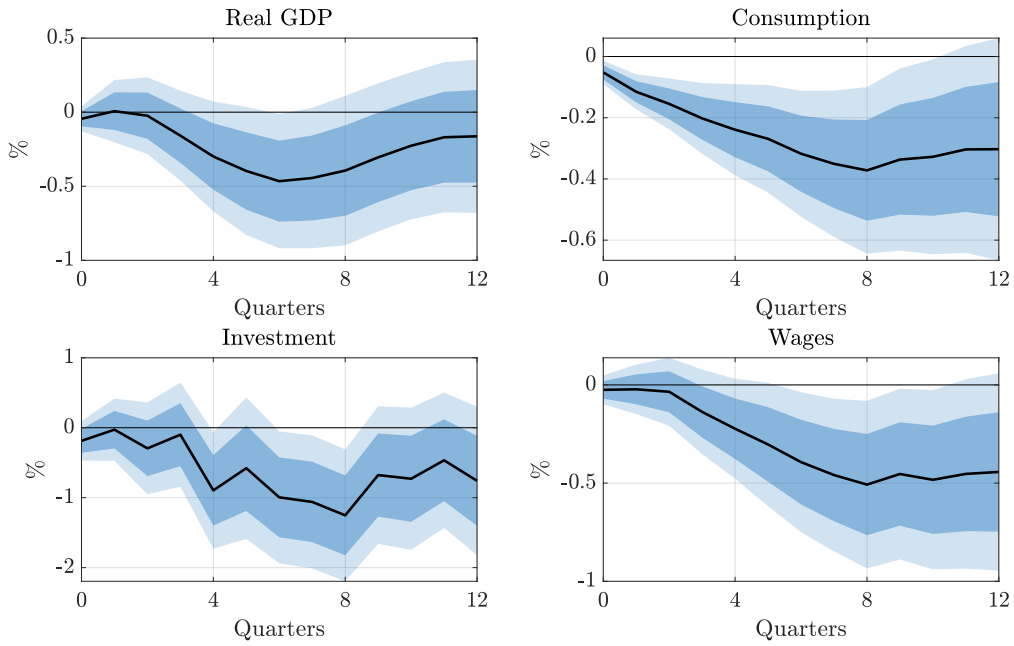 Real GDP
0.5
0
-0.5
-1
%
0 4 8 12
Quarters
Consumption
0
-0.2
-0.4
-0.6
%
0 4 8 12
Quarters
Investment
1
0
-1
-2
%
0 4 8 12
Quarters
Wages
0
-0.5
-1
%
0 4 8 12
Quarters